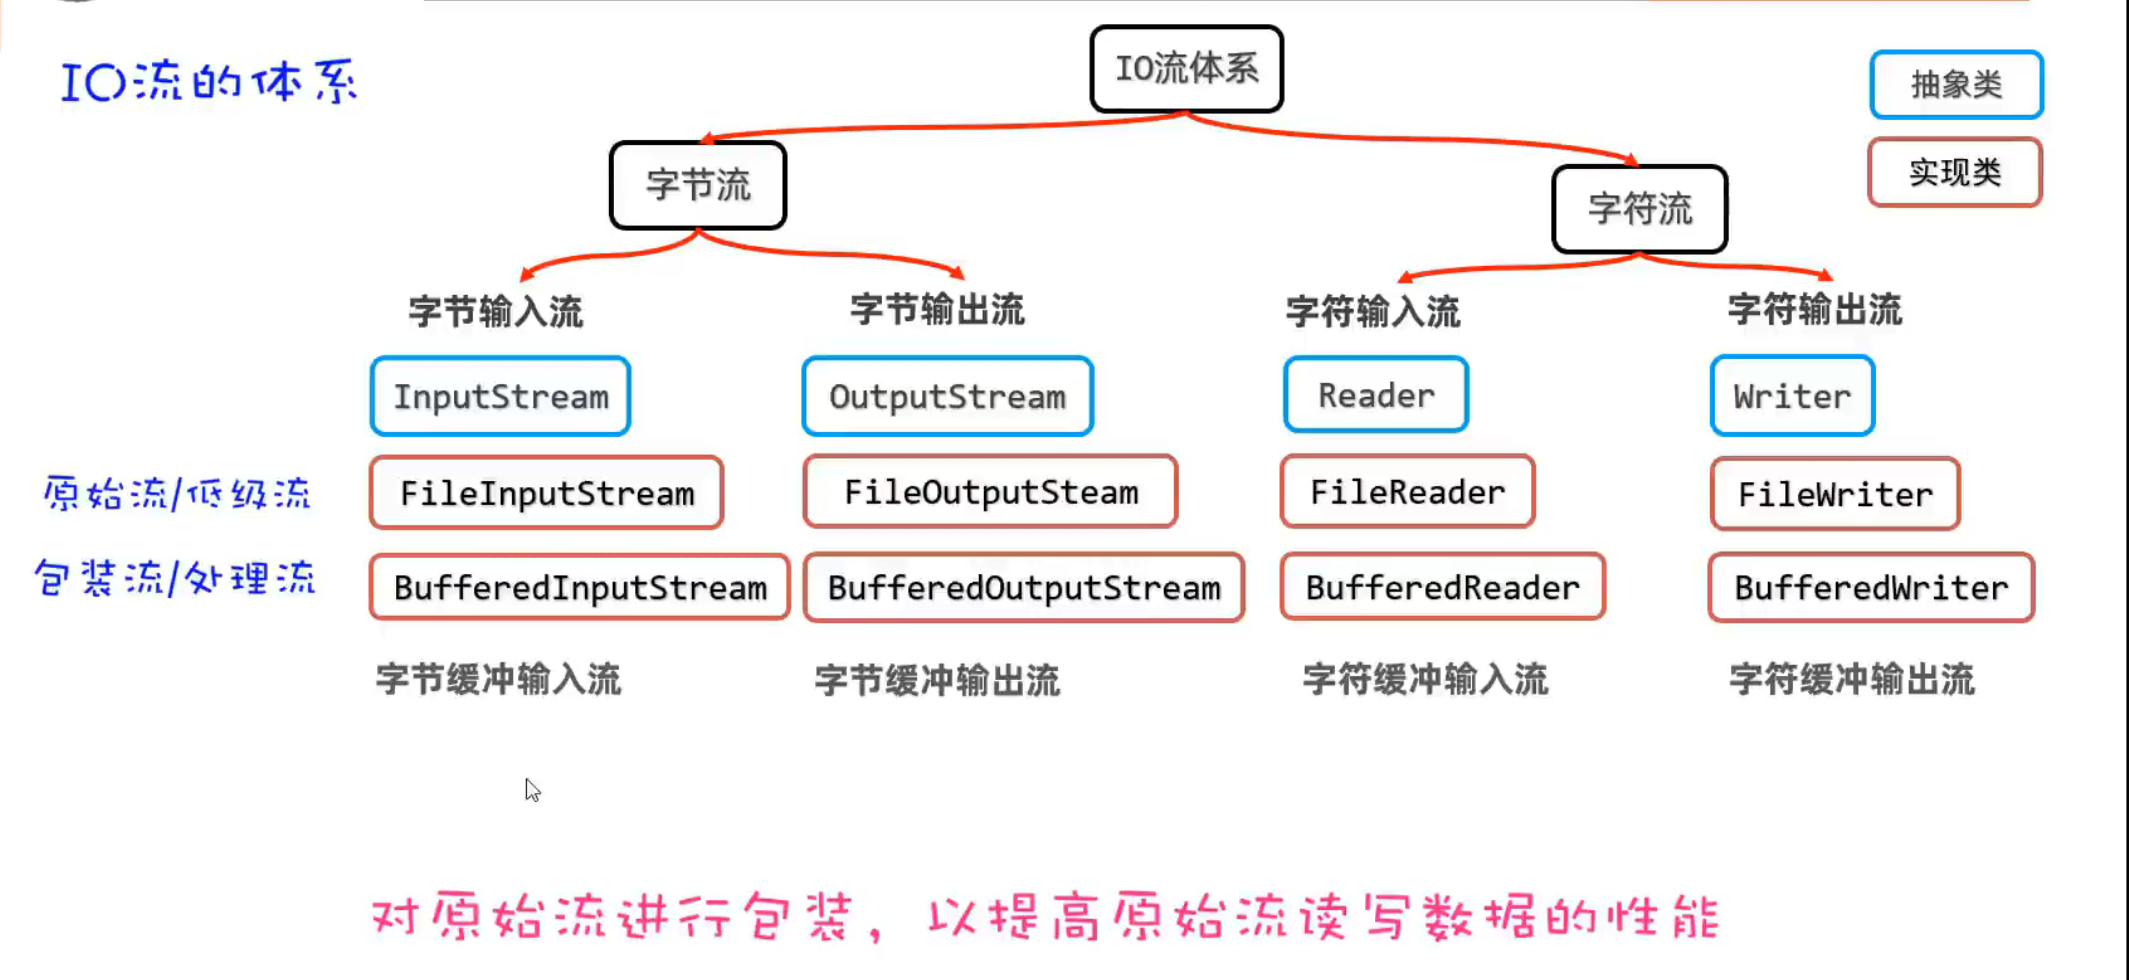 IO流的体系
IO流体系
抽象类
实现类
字节流
字符流
字节输入流
字节输出流
字符输入流
字符输出流
InputStream
OutputStream
Reader
Writer
原始流/低级流
FileInputStream
FileOutputSteam
FileReader
FileWriter
包装流/处理流
BufferedInputStream
BufferedOutputStream
BufferedReader
BufferedWriter
字节缓冲输入流
字节缓冲输出流
字符缓冲输入流
字符缓冲输出流
对原始流进行包装，以提高原始流读写数据的性能